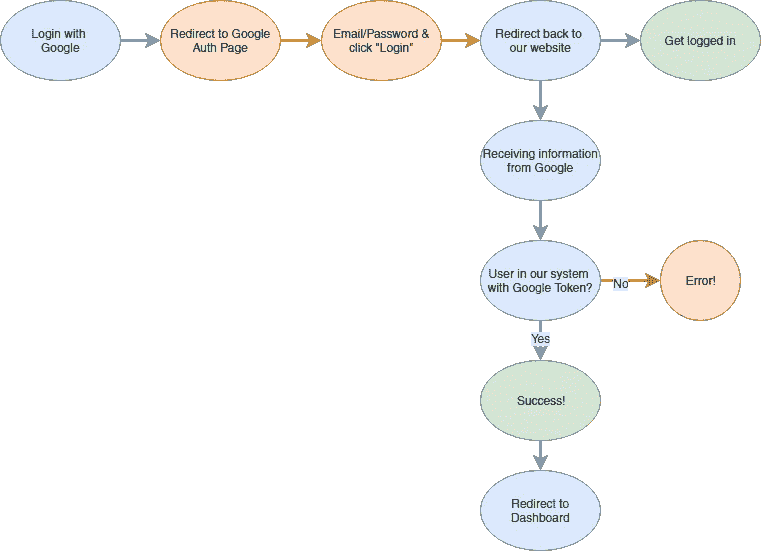 Login with
Google
Redirect to Google
Auth Page
Email/Password &
click "Login"
Redirect back to
our website
Get logged in
Receiving information
from Google
User in our system
with Google Token?
No
Error!
Yes
Success!
Redirect to
Dashboard